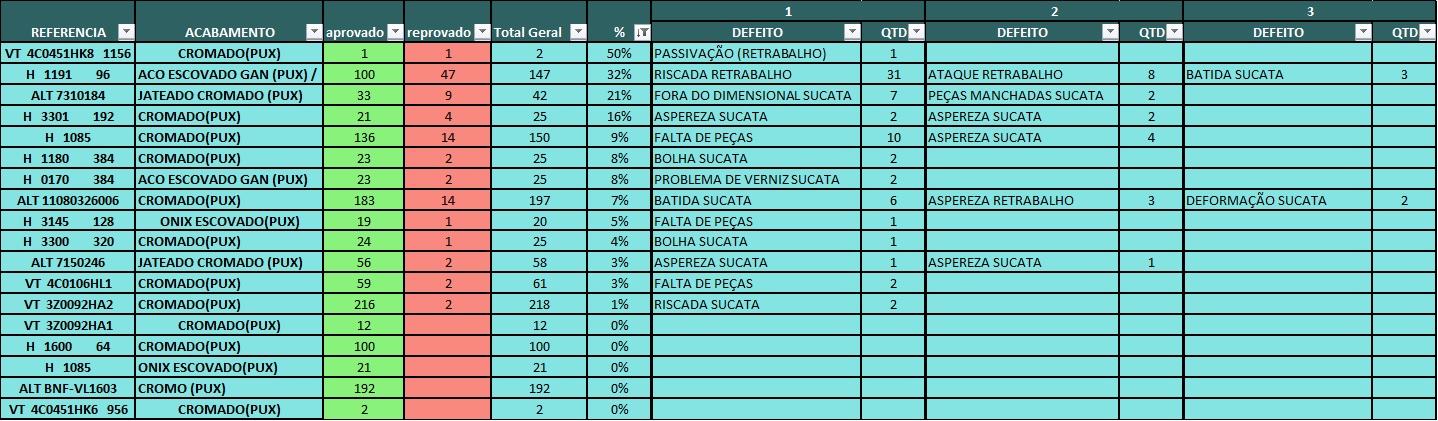 1 2 3
REFERENCIA ACABAMENTO aprovado reprovado Total Geral % DEFEITO QTD DEFEITO QTD DEFEITO QTD
VT 4C0451HK8 1156 CROMADO(PUX) 1 1 2 50% PASSIVAÇÃO (RETRABALHO) 1
H 1191 96 ACO ESCOVADO GAN (PUX) / 100 47 147 32% RISCADA RETRABALHO 31 ATAQUE RETRABALHO 8 BATIDA SUCATA 3
ALT 7310184 JATEADO CROMADO (PUX) 33 9 42 21% FORA DO DIMENSIONAL SUCATA 7 PEÇAS MANCHADAS SUCATA 2
H 3301 192 CROMADO(PUX) 21 4 25 16% ASPEREZA SUCATA 2 ASPEREZA SUCATA 2
H 1085 CROMADO(PUX) 136 14 150 9% FALTA DE PEÇAS 10 ASPEREZA SUCATA 4
H 1180 384 CROMADO(PUX) 23 2 25 8% BOLHA SUCATA 2
H 0170 384 ACO ESCOVADO GAN (PUX) 23 2 25 8% PROBLEMA DE VERNIZ SUCATA 2
ALT 11080326006 CROMADO(PUX) 183 14 197 7% BATIDA SUCATA 6 ASPEREZA RETRABALHO 3 DEFORMAÇÃO SUCATA 2
H 3145 128 ONIX ESCOVADO(PUX) 19 1 20 5% FALTA DE PEÇAS 1
H 3300 320 CROMADO(PUX) 24 1 25 4% BOLHA SUCATA 1
ALT 7150246 JATEADO CROMADO (PUX) 56 2 58 3% ASPEREZA SUCATA 1 ASPEREZA SUCATA 1
VT 4C0106HL1 CROMADO(PUX) 59 2 61 3% FALTA DE PEÇAS 2
VT 3Z0092HA2 CROMADO(PUX) 216 2 218 1% RISCADA SUCATA 2
VT 3Z0092HA1 CROMADO(PUX) 12 12 0%
H 1600 64 CROMADO(PUX) 100 100 0%
H 1085 ONIX ESCOVADO(PUX) 21 21 0%
ALT BNF-VL1603 CROMO (PUX) 192 192 0%
VT 4C0451HK6 956 CROMADO(PUX) 2 2 0%